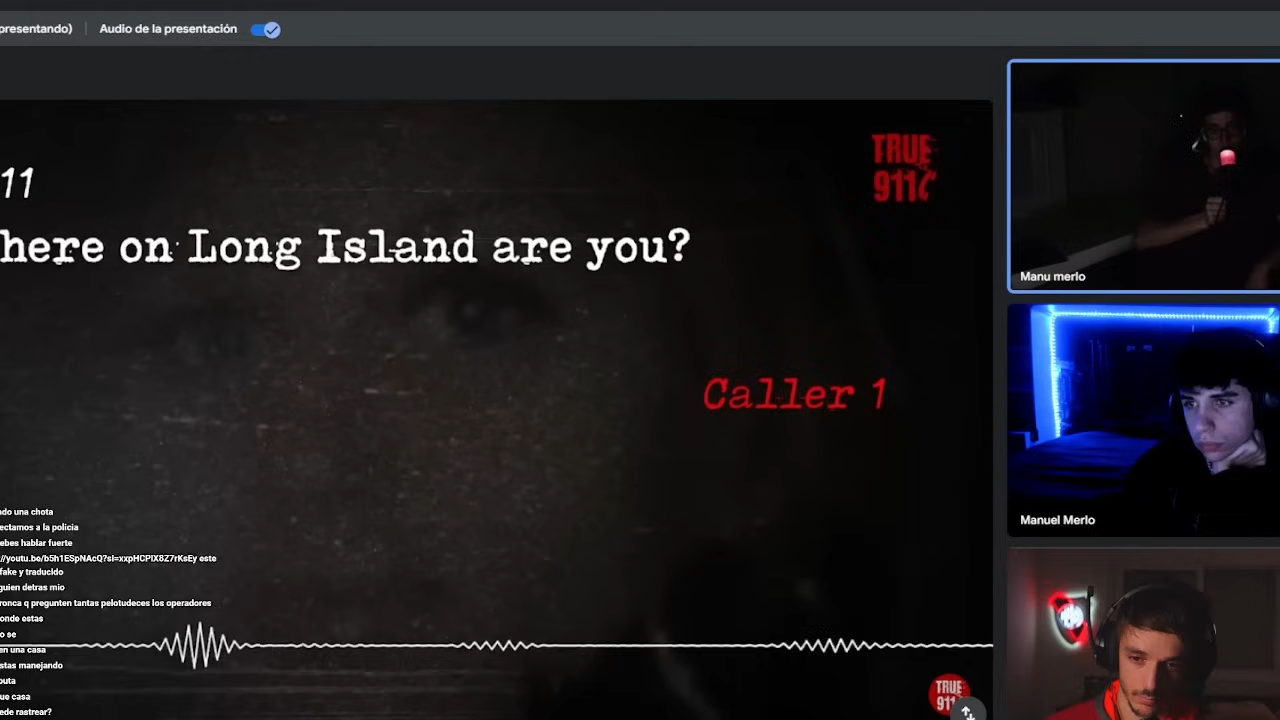 presentando) | Audio de la presentación
TRUE
911
11
here on Long Island are you?
Caller 1
Manu merlo
Manuel Merlo
ndo una chota
ectamos a la policia
ebes hablar fuerte
//youtu.be/b5h1ESpNAcQ?si=xxpHCPIX8Z7rKsEy este
fake y traducido
guien detras mio
ronca q pregunten tantas pelotudeces los operadores
onde estas
o se
en una casa
stas manejando
puta
ue casa
ede rastrear?
TRUE
911